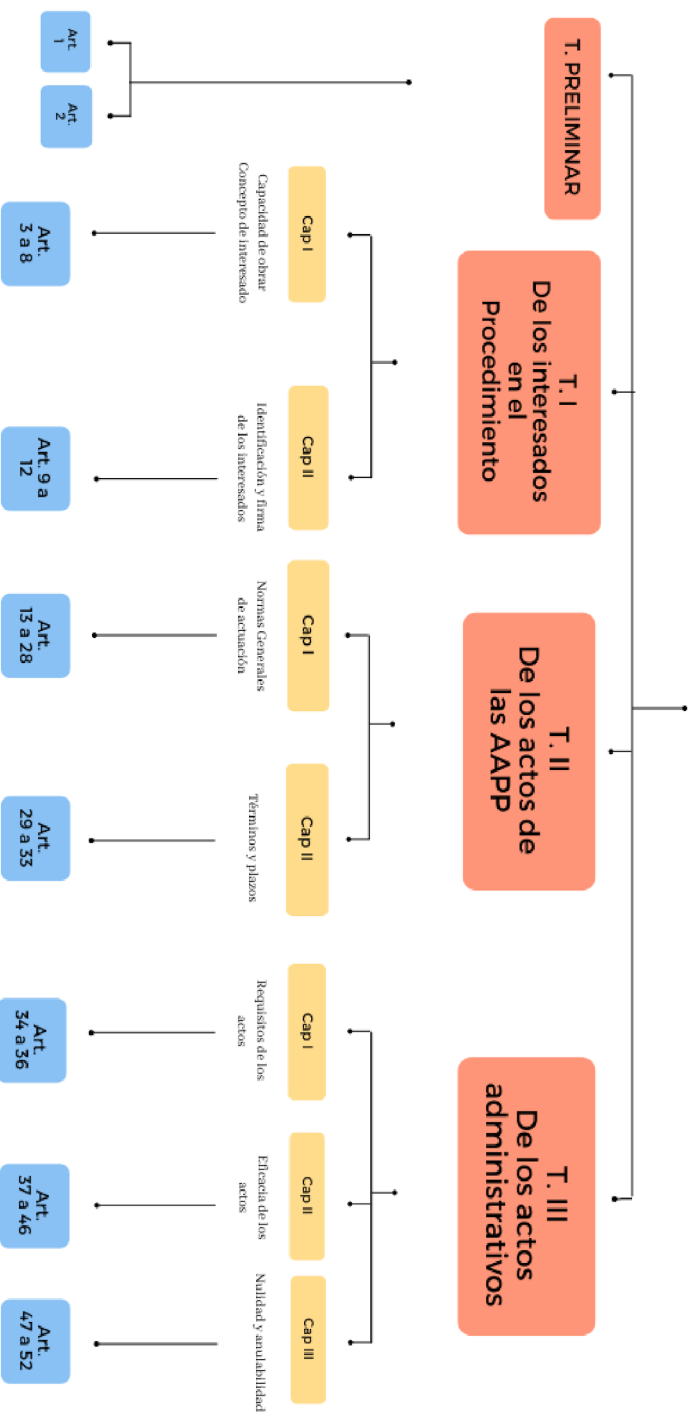 T. PRELIMINAR
T. I
De los interesados
en el
Procedimiento
T. II
De los actos de
las AAPP
T. III
De los actos
administrativos
Cap I
Cap II
Cap I
Cap II
Cap I
Cap II
Cap III
Capacidad de obrar
Concepto de interesado
Identificación y firma
de los interesados
Normas Generales
de actuación
Términos y plazos
Requisitos de los
actos
Eficacia de los
actos
Nulidad y anulabilidad
Art.
1
Art.
2
Art.
3 a 8
Art. 9 a
12
Art.
13 a 28
Art.
29 a 33
Art.
34 a 36
Art.
37 a 46
Art.
47 a 52